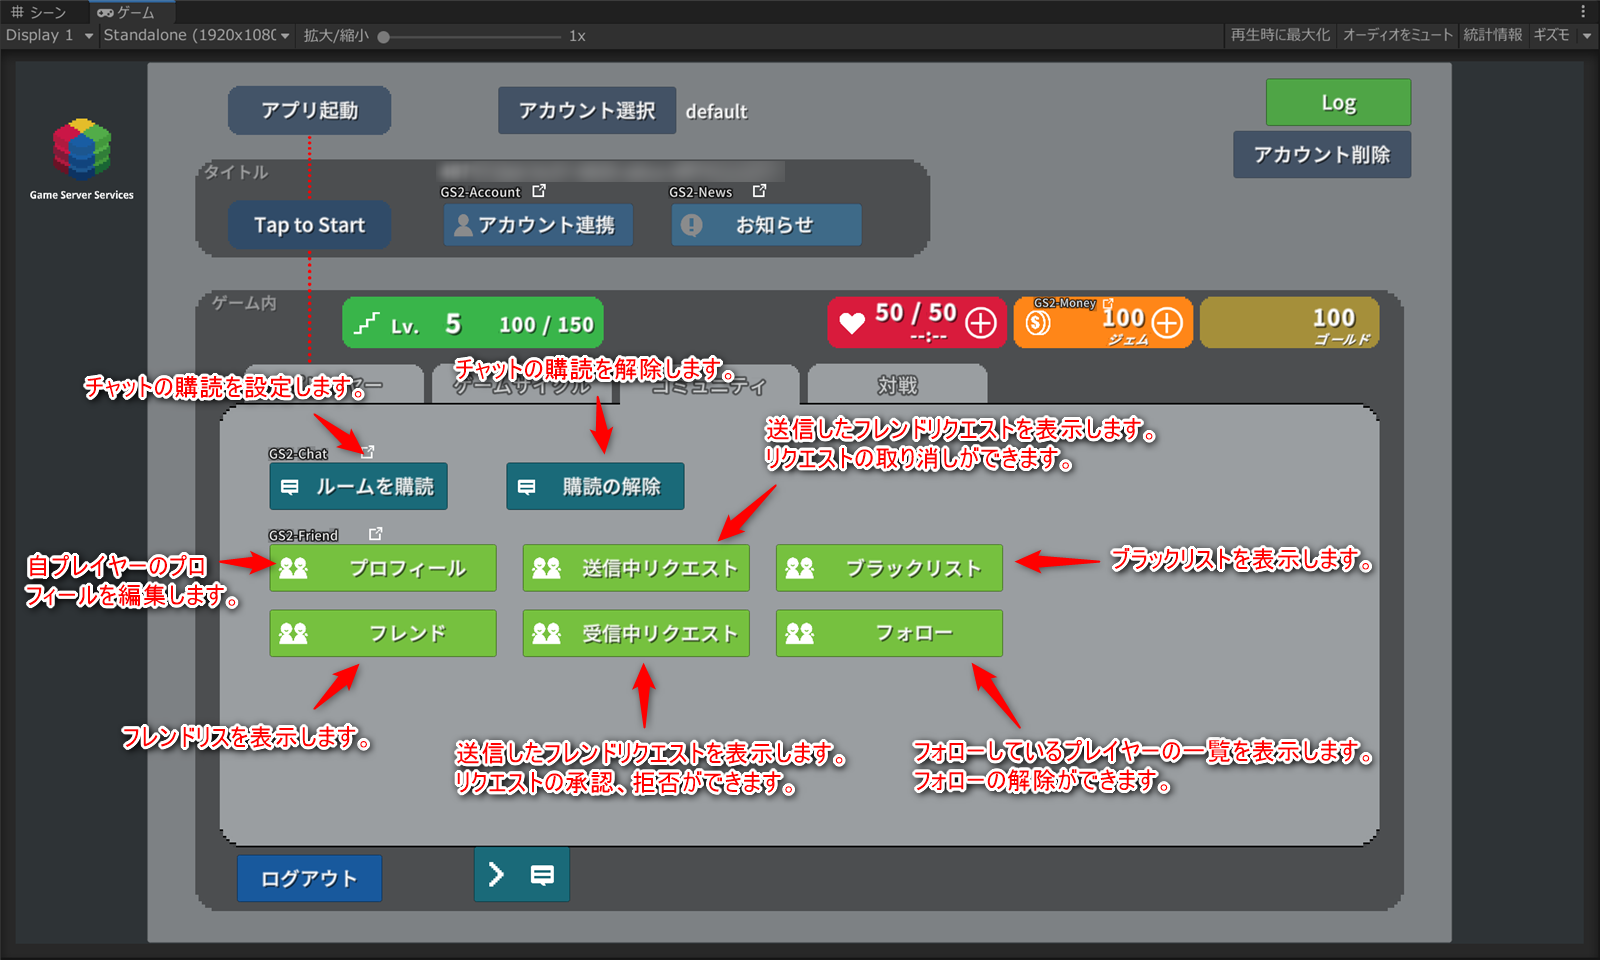 シーン
ゲーム
Display 1
Standalone (1920x1080
拡大/縮小
1x
再生時に最大化
オーディオをミュート
統計情報
ギズモ
Game Server Services
アプリ起動
アカウント選択
default
Log
アカウント削除
タイトル
GS2-Account
GS2-News
Tap to Start
アカウント連携
お知らせ
ゲーム内
Lv.
5
100 / 150
50 / 50
--:--
GS2-Money
100
ジェム
100
ゴールド
チャットの購読を設定します。
チャットの購読を解除します。
ー
ゲームサイクル
コミュニティ
対戦
送信したフレンドリクエストを表示します。
リクエストの取り消しができます。
GS2-Chat
ルームを購読
購読の解除
GS2-Friend
自プレイヤーのプロ
フィールを編集します。
プロフィール
送信中リクエスト
ブラックリスト
ブラックリストを表示します。
フレンド
受信中リクエスト
フォロー
フレンドリスを表示します。
送信したフレンドリクエストを表示します。
リクエストの承認、拒否ができます。
フォローしているプレイヤーの一覧を表示します。
フォローの解除ができます。
ログアウト